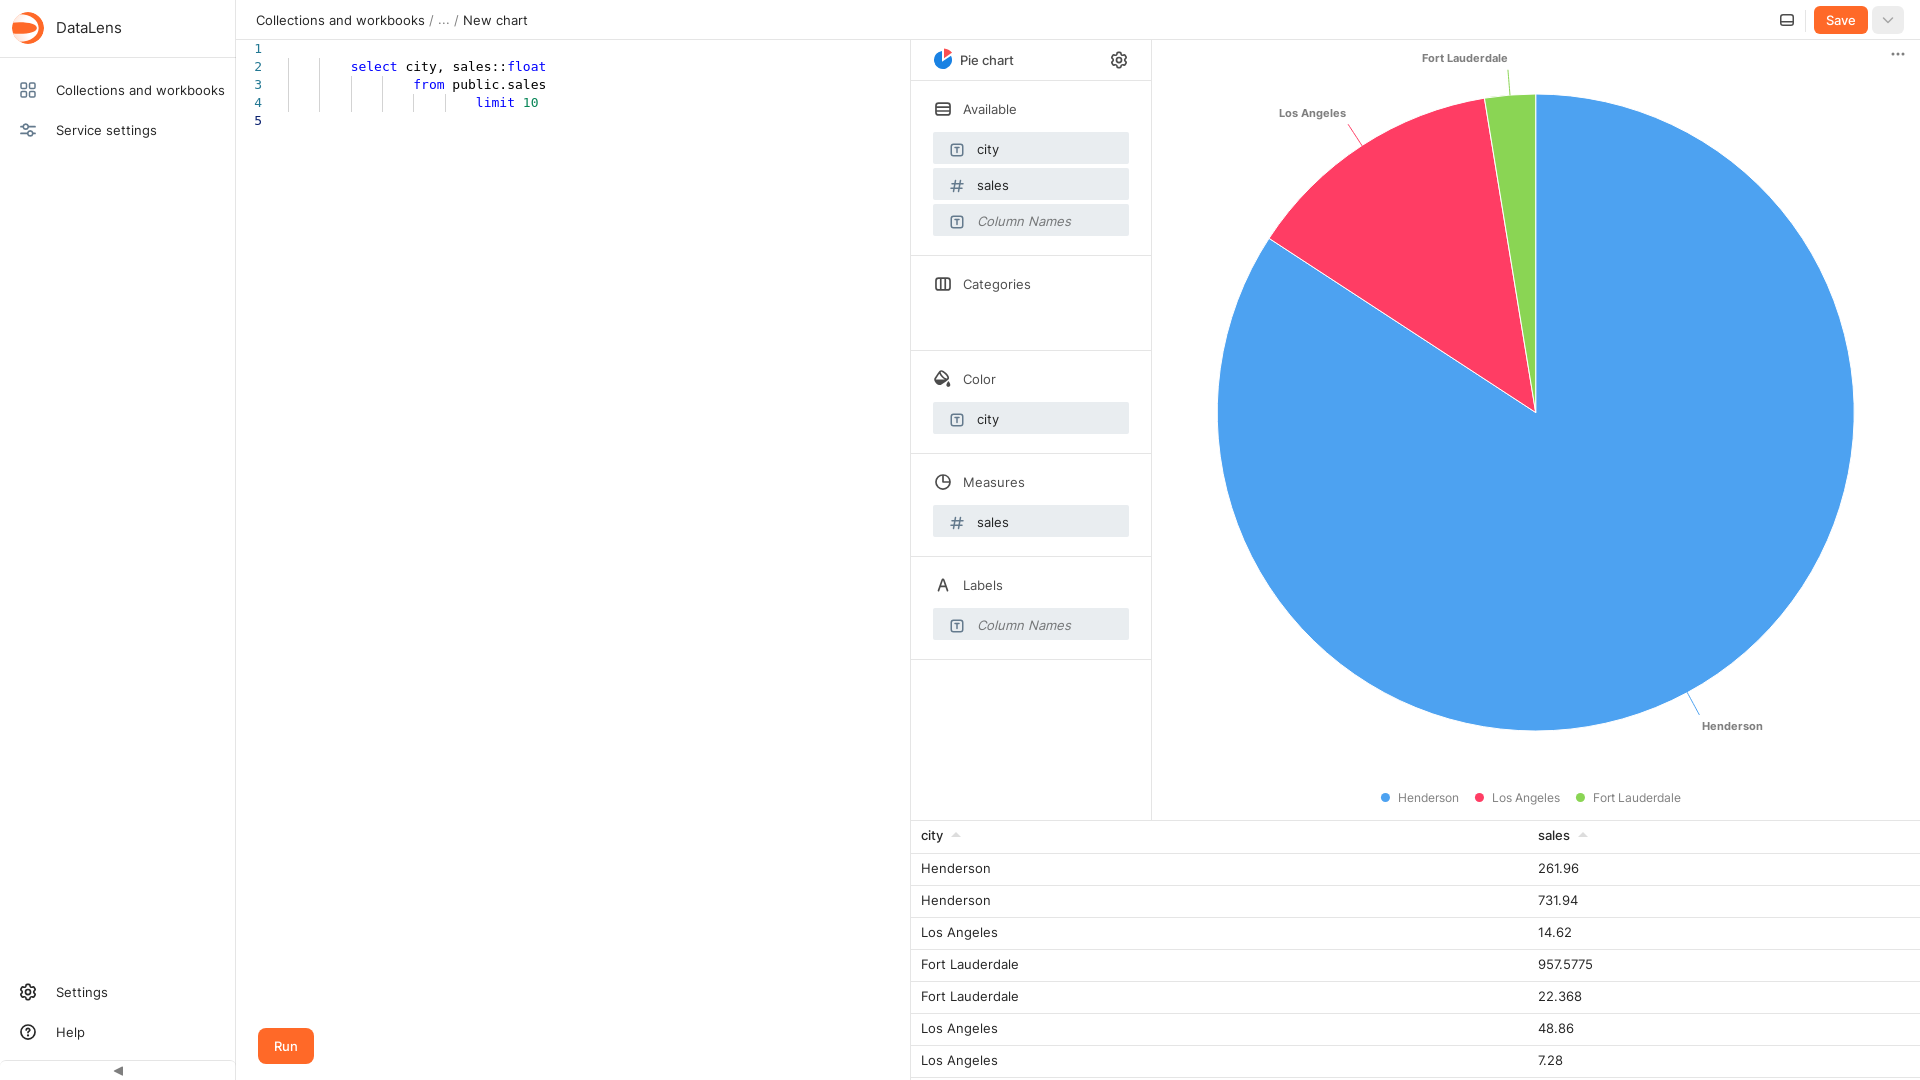 DataLens
Collections and workbooks
Service settings
Settings
Help
Collections and workbooks / ... / New chart
Save
1
2 select city, sales::float
3 from public.sales
4 limit 10
5
Run
Pie chart
Available
city
sales
Column Names
Categories
Color
city
Measures
sales
Labels
Column Names
Fort Lauderdale
Los Angeles
Henderson
Henderson Los Angeles Fort Lauderdale
city sales
Henderson 261.96
Henderson 731.94
Los Angeles 14.62
Fort Lauderdale 957.5775
Fort Lauderdale 22.368
Los Angeles 48.86
Los Angeles 7.28